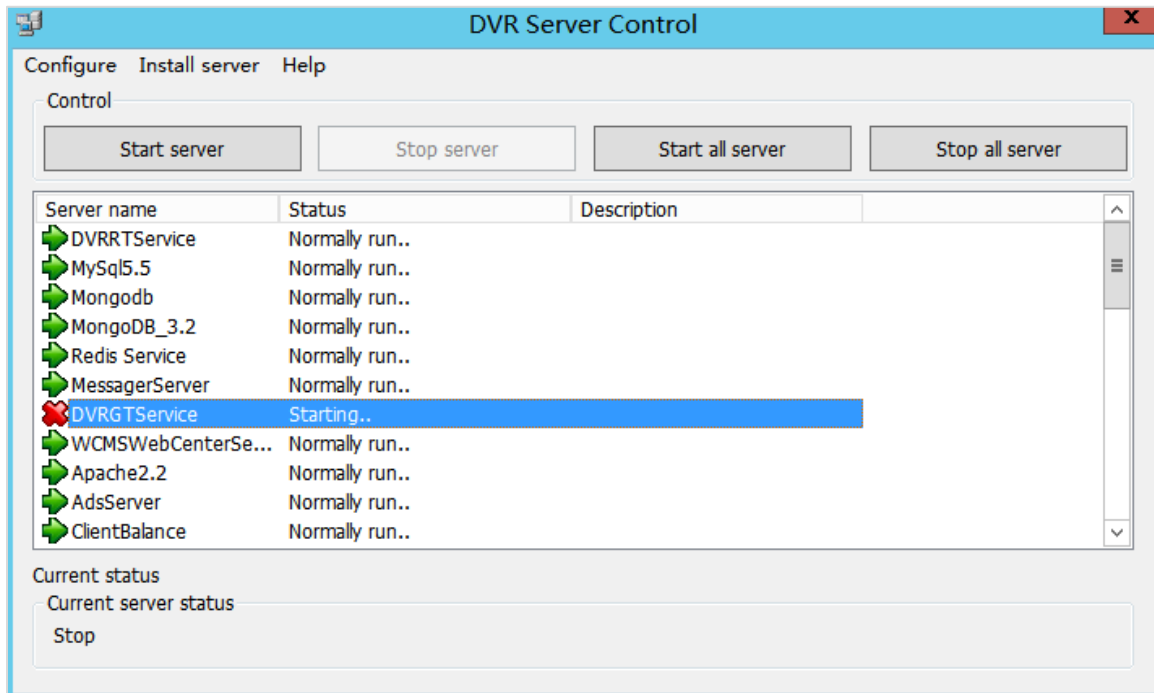 DVR Server Control
x
Configure Install server Help
Control
Start server Stop server Start all server Stop all server
Server name Status Description
DVRRTService Normally run..
MySql5.5 Normally run..
Mongodb Normally run..
MongoDB_3.2 Normally run..
Redis Service Normally run..
MessagerServer Normally run..
DVRGTService Starting..
WCMSWebCenterSe... Normally run..
Apache2.2 Normally run..
AdsServer Normally run..
ClientBalance Normally run..
Current status
Current server status
Stop